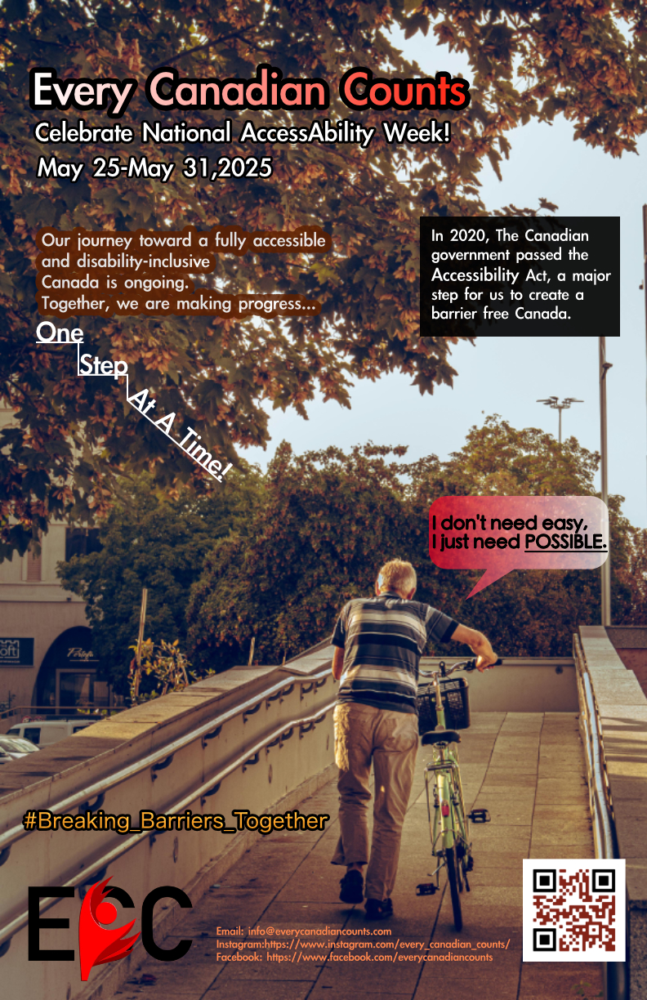 Every Canadian Counts
Celebrate National AccessAbility Week!
May 25-May 31,2025
Our journey toward a fully accessible
and disability-inclusive
Canada is ongoing.
Together, we are making progress...
One
Step
At A Time!
In 2020, The Canadian
government passed the
Accessibility Act, a major
step for us to create a
barrier free Canada.
I don't need easy,
I just need POSSIBLE.
#Breaking_Barriers_Together
ECC
Email: info@everycanadiancounts.com
Instagram:https://www.instagram.com/every_canadian_counts/
Facebook: https://www.facebook.com/everycanadiancounts